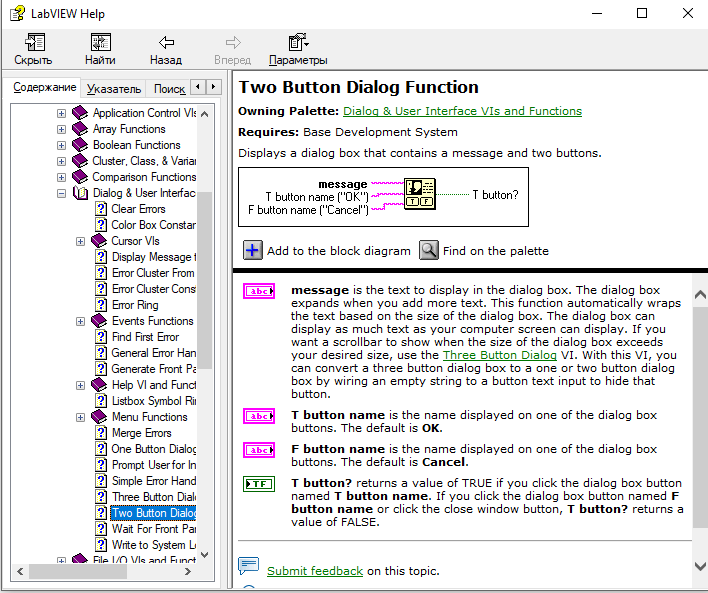 LabVIEW Help
Скрыть
Найти
Назад
Вперед
Параметры
Содержание
Указатель
Поиск
Application Control VIs
Array Functions
Boolean Functions
Cluster, Class, & Varian
Comparison Functions
Dialog & User Interfac
Clear Errors
Color Box Constan
Cursor VIs
Display Message t
Error Cluster From
Error Cluster Cons
Error Ring
Events Functions
Find First Error
General Error Han
Generate Front Pa
Help VI and Funct
Listbox Symbol Rin
Menu Functions
Merge Errors
One Button Dialog
Prompt User for In
Simple Error Hand
Three Button Dialo
Two Button Dialog
Wait For Front Pan
Write to System Lo
File I/O VIs and Funct
Two Button Dialog Function
Owning Palette: Dialog & User Interface VIs and Functions
Requires: Base Development System
Displays a dialog box that contains a message and two buttons.
message
T button name ("OK")
F button name ("Cancel")
T F
T button?
Add to the block diagram
Find on the palette
abc
message is the text to display in the dialog box. The dialog box
expands when you add more text. This function automatically wraps
the text based on the size of the dialog box. The dialog box can
display as much text as your computer screen can display. If you
want a scrollbar to show when the size of the dialog box exceeds
your desired size, use the Three Button Dialog VI. With this VI, you
can convert a three button dialog box to a one or two button dialog
box by wiring an empty string to a button text input to hide that
button.
abc
T button name is the name displayed on one of the dialog box
buttons. The default is OK.
abc
F button name is the name displayed on one of the dialog box
buttons. The default is Cancel.
TF
T button? returns a value of TRUE if you click the dialog box button
named T button name. If you click the dialog box button named F
button name or click the close window button, T button? returns a
value of FALSE.
Submit feedback on this topic.